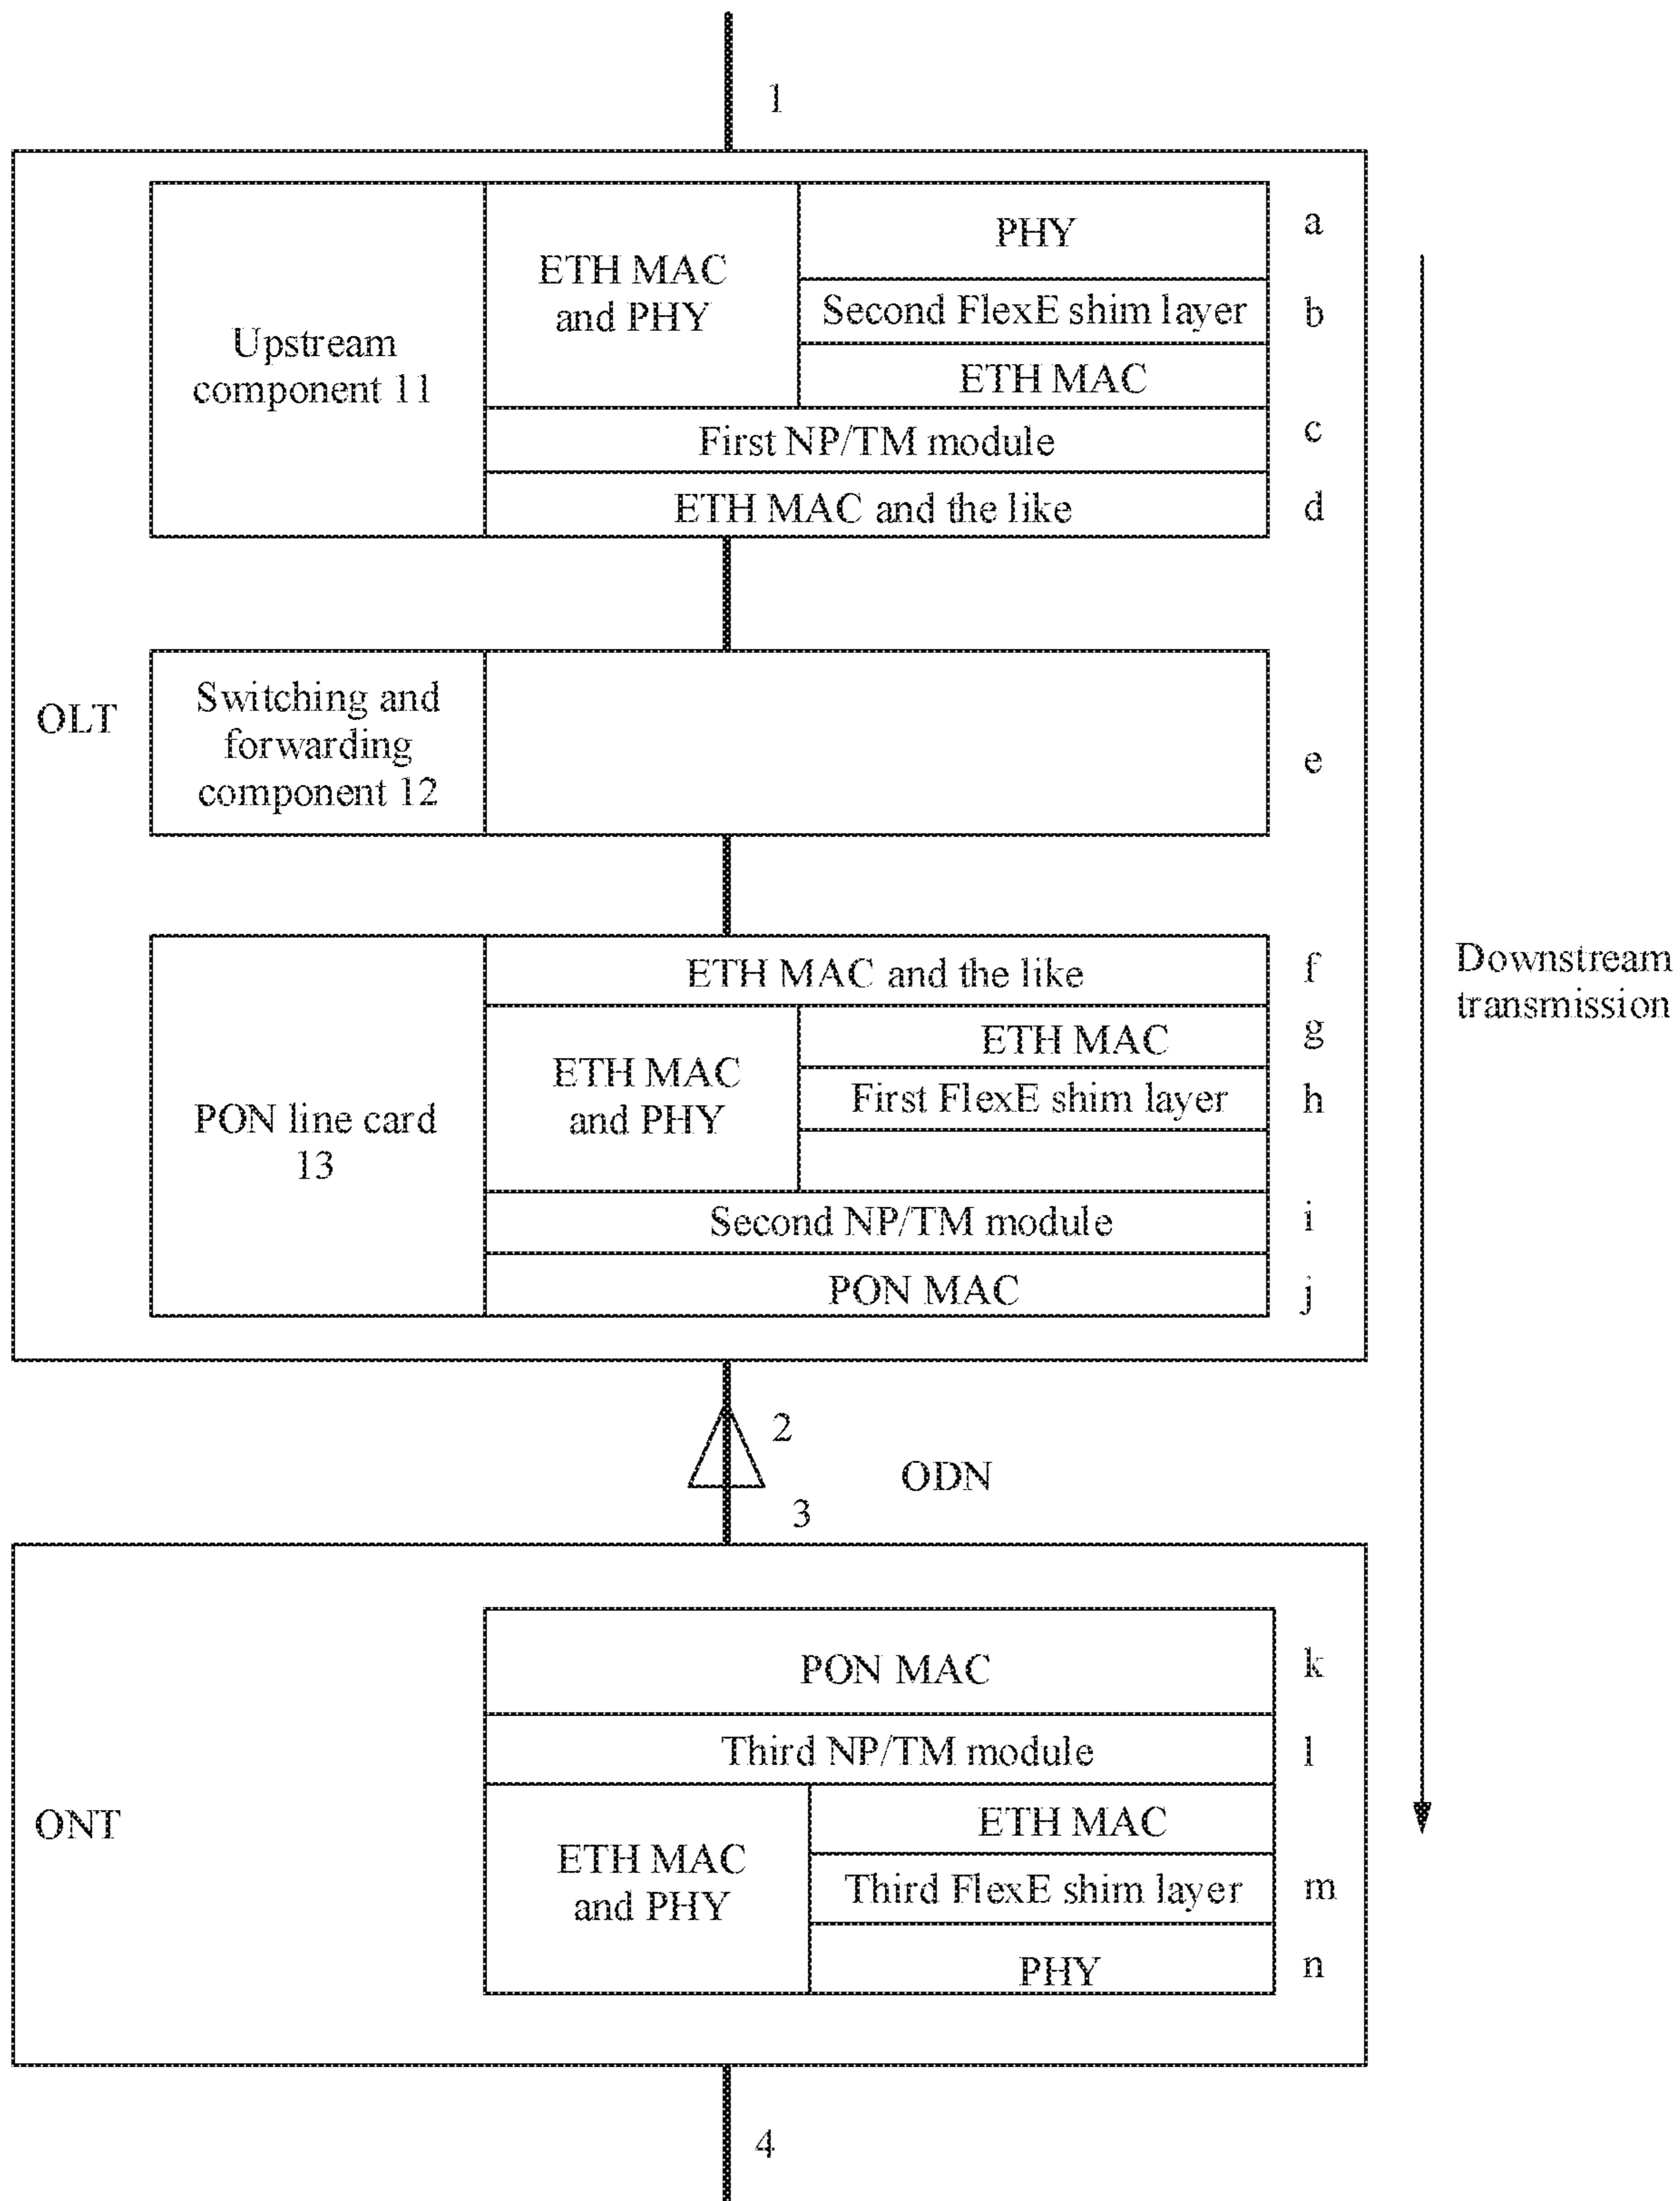 1
OLT
Upstream
component 11
ETH MAC
and PHY
PHY
a
Second FlexE shim layer
b
ETH MAC
First NP/TM module
c
ETH MAC and the like
d
Switching and
forwarding
component 12
e
PON line card
13
ETH MAC and the like
f
ETH MAC
and PHY
ETH MAC
g
First FlexE shim layer
h
Second NP/TM module
i
PON MAC
j
Downstream
transmission
2
ODN
3
ONT
PON MAC
k
Third NP/TM module
l
ETH MAC
and PHY
ETH MAC
Third FlexE shim layer
m
PHY
n
4